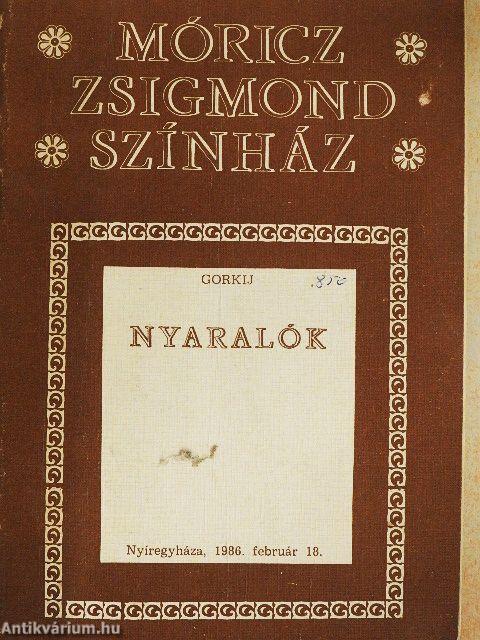 MÓRICZ
ZSIGMOND
SZÍNHÁZ
GORKIJ
NYARALÓK
Nyíregyháza, 1986. február 18.
Antikvárium.hu